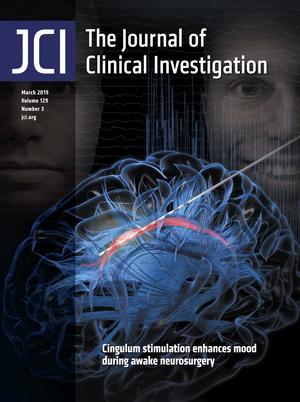 JCI
The Journal of
Clinical Investigation
March 2019
Volume 129
Number 3
jci.org
Cingulum stimulation enhances mood
during awake neurosurgery